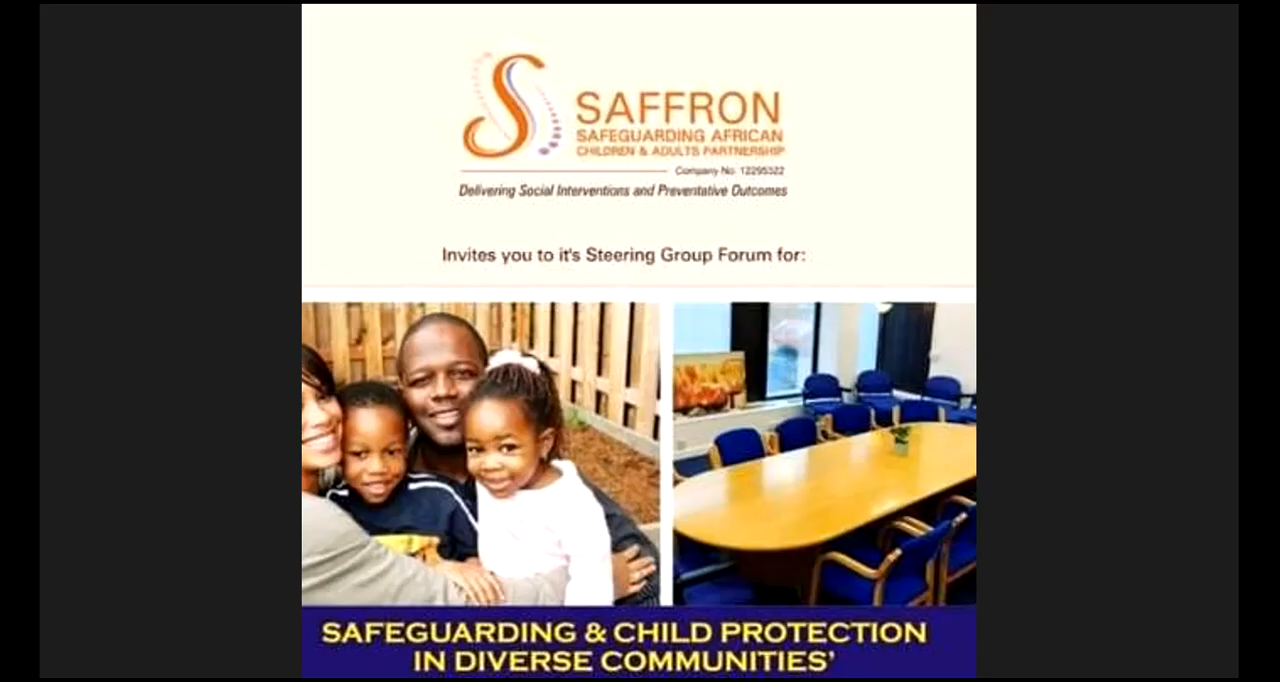 SAFFRON
SAFEGUARDING AFRICAN
CHILDREN & ADULTS PARTNERSHIP
Company No: 12295322
Delivering Social Interventions and Preventative Outcomes
Invites you to it's Steering Group Forum for:
SAFEGUARDING & CHILD PROTECTION
IN DIVERSE COMMUNITIES'